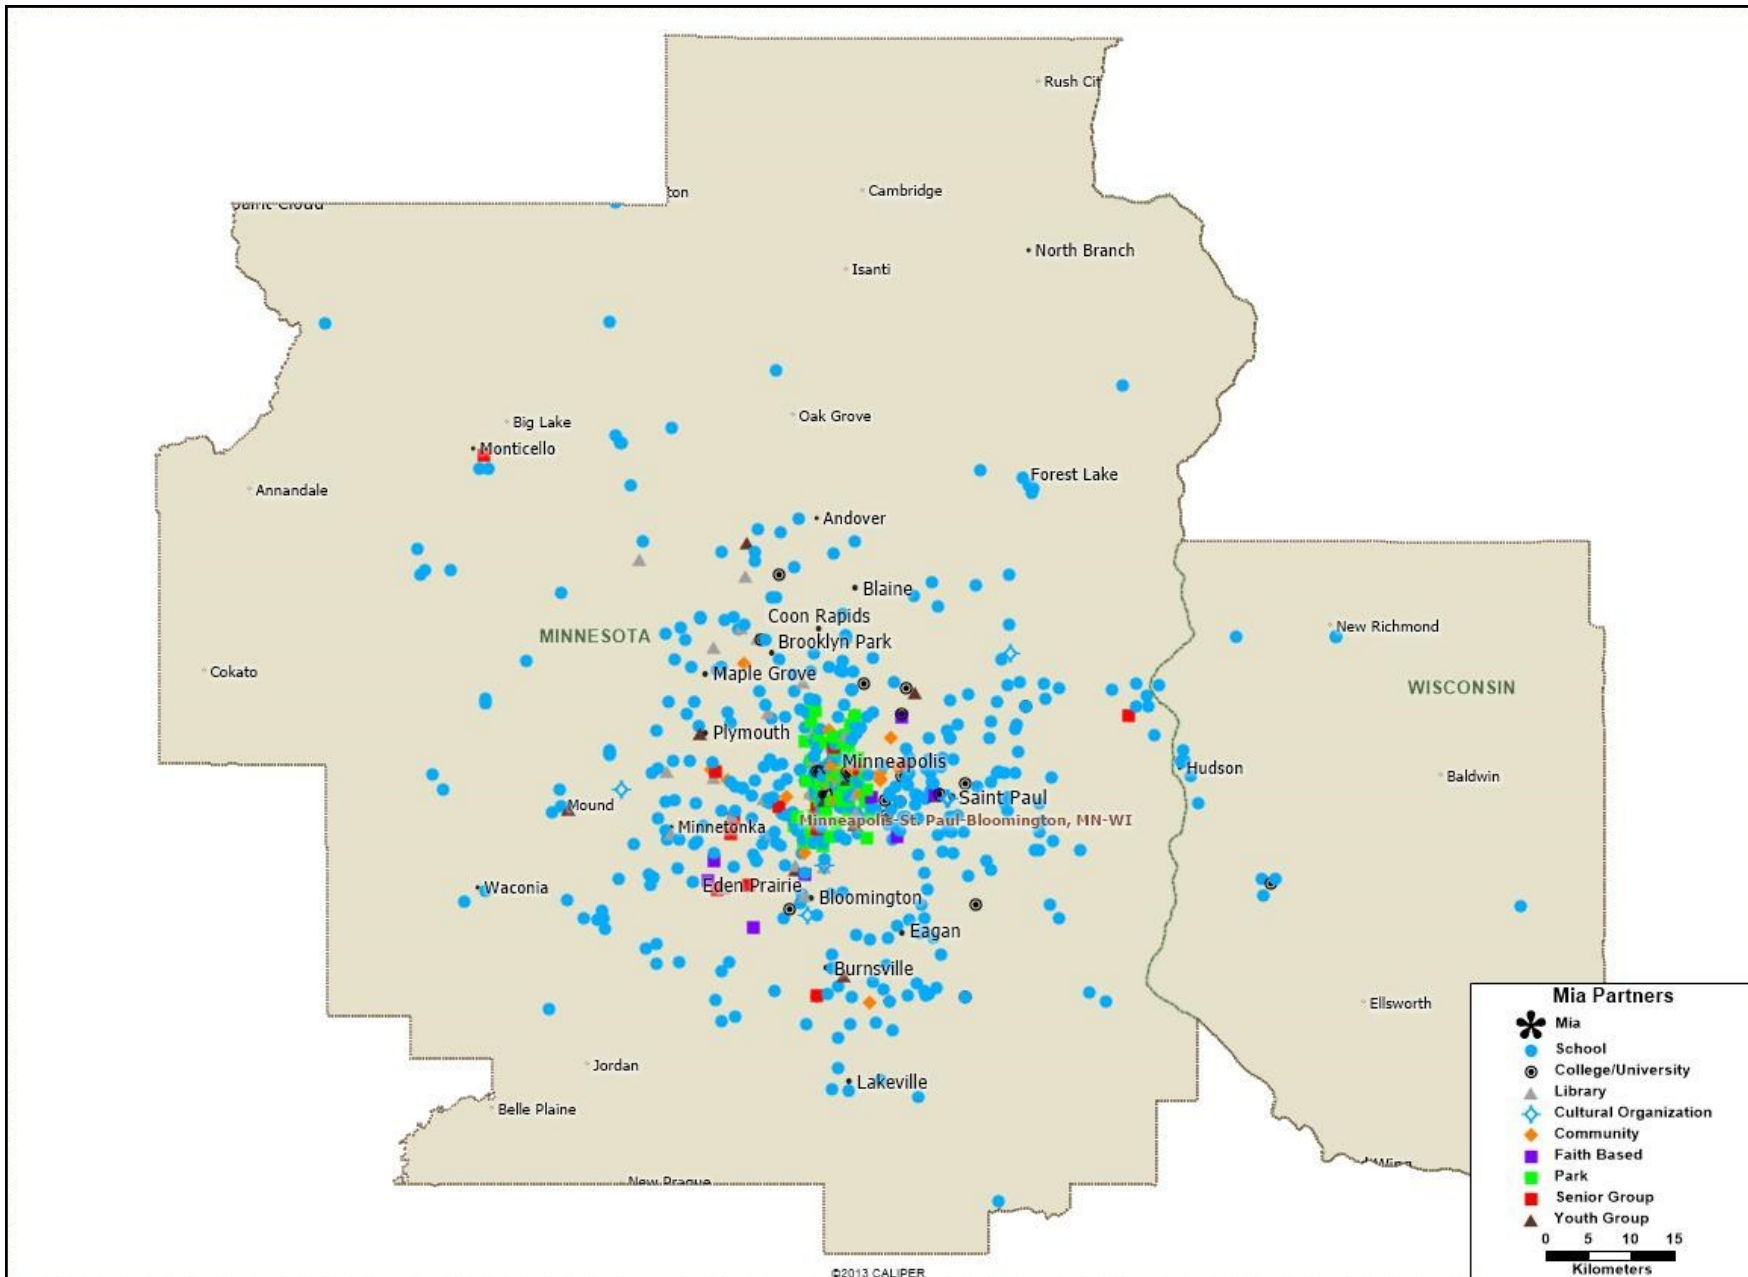 Rush Cit
ton
Cambridge
Saint Cloud
North Branch
Isanti
Oak Grove
Big Lake
Monticello
Forest Lake
Annandale
Andover
Blaine
Coon Rapids
MINNESOTA
Brooklyn Park
New Richmond
Cokato
Maple Grove
WISCONSIN
Plymouth
Minneapolis
Hudson
Baldwin
Mound
Saint Paul
Minnetonka
Minneapolis-St. Paul-Bloomington, MN-WI
Waconia
Eden Prairie
Bloomington
Eagan
Burnsville
Ellsworth
Jordan
Lakeville
Belle Plaine
New Prague
d Wing
Mia Partners
Mia
School
College/University
Library
Cultural Organization
Community
Faith Based
Park
Senior Group
Youth Group
0 5 10 15
Kilometers
©2013 CALIPER